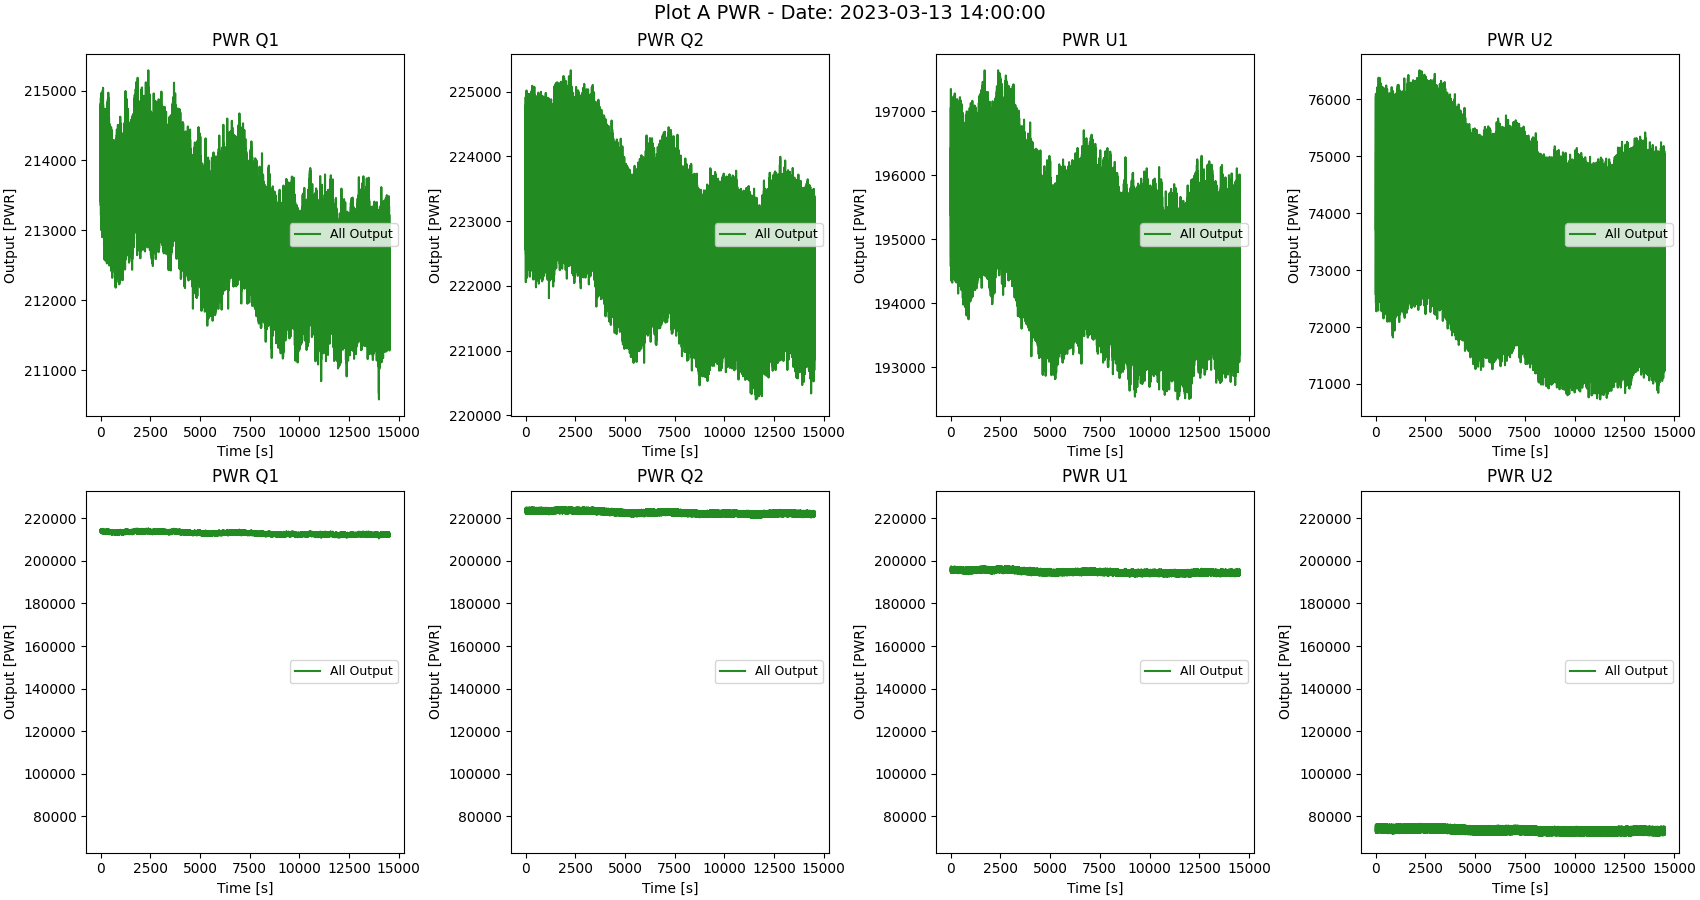 Plot A PWR - Date: 2023-03-13 14:00:00
PWR Q1
PWR Q2
PWR U1
PWR U2
Output [PWR]
215000
214000
213000
212000
211000
All Output
0 2500 5000 7500 10000 12500 15000
Time [s]
Output [PWR]
225000
224000
223000
222000
221000
220000
All Output
0 2500 5000 7500 10000 12500 15000
Time [s]
Output [PWR]
197000
196000
195000
194000
193000
All Output
0 2500 5000 7500 10000 12500 15000
Time [s]
Output [PWR]
76000
75000
74000
73000
72000
71000
All Output
0 2500 5000 7500 10000 12500 15000
Time [s]
PWR Q1
PWR Q2
PWR U1
PWR U2
Output [PWR]
220000
200000
180000
160000
140000
120000
100000
80000
All Output
0 2500 5000 7500 10000 12500 15000
Time [s]
Output [PWR]
220000
200000
180000
160000
140000
120000
100000
80000
All Output
0 2500 5000 7500 10000 12500 15000
Time [s]
Output [PWR]
220000
200000
180000
160000
140000
120000
100000
80000
All Output
0 2500 5000 7500 10000 12500 15000
Time [s]
Output [PWR]
220000
200000
180000
160000
140000
120000
100000
80000
All Output
0 2500 5000 7500 10000 12500 15000
Time [s]